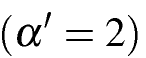 (α′ = 2)